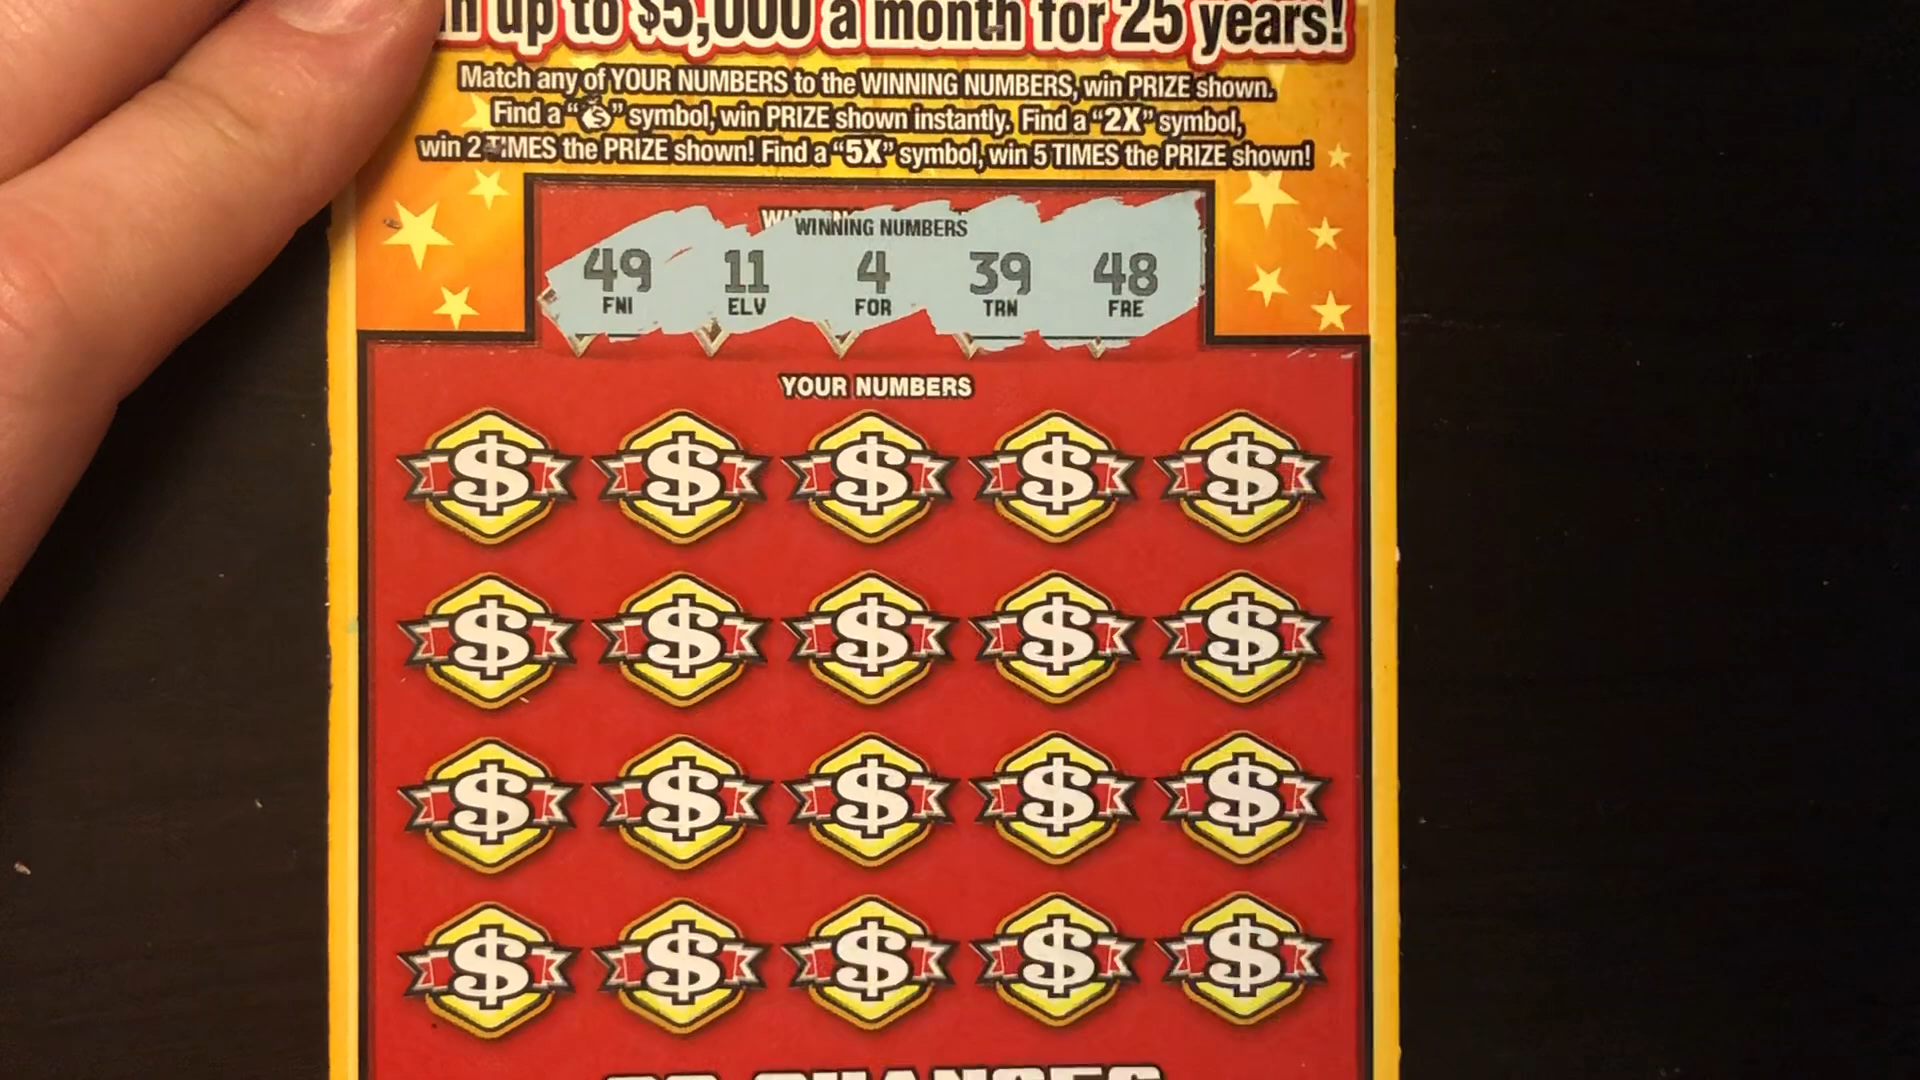 up to $5,000 a month for 25 years!
Match any of YOUR NUMBERS to the WINNING NUMBERS, win PRIZE shown.
Find a “$” symbol, win PRIZE shown instantly. Find a “2X” symbol,
win 2 TIMES the PRIZE shown! Find a “5X” symbol, win 5 TIMES the PRIZE shown!
WINNING NUMBERS
49 11 4 39 48
FNI ELV FOR TRN FRE
YOUR NUMBERS
$ $ $ $ $
$ $ $ $ $
$ $ $ $ $
$ $ $ $ $
CHANCES